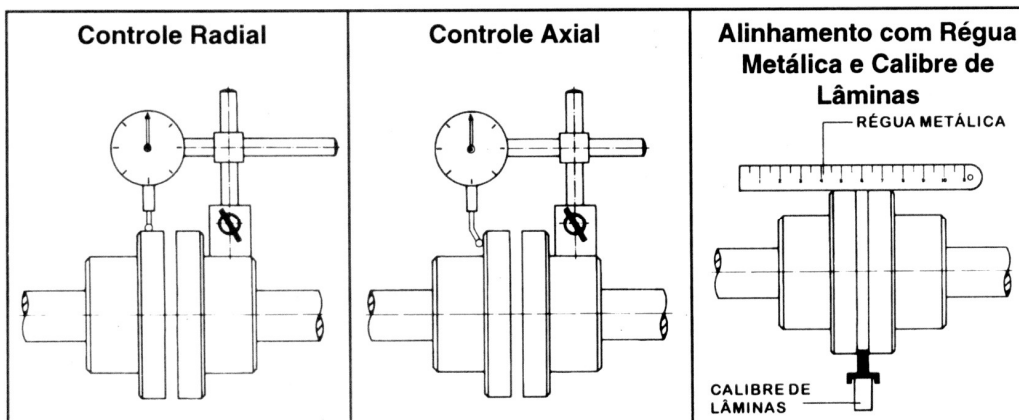 Controle Radial
Controle Axial
Alinhamento com Régua
Metálica e Calibre de
Lâminas
RÉGUA METÁLICA
CALIBRE DE
LÂMINAS